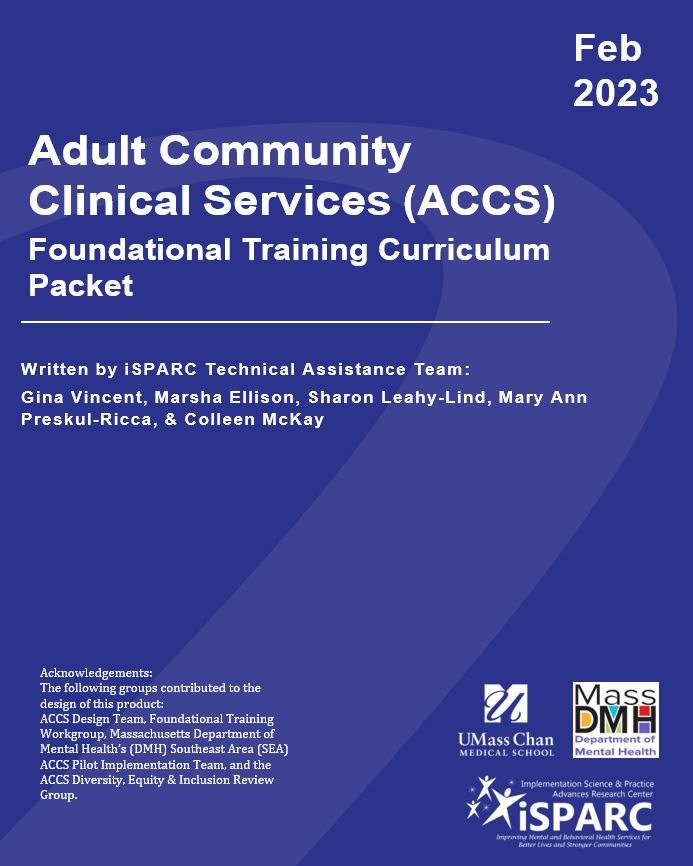 Feb
2023
Adult Community
Clinical Services (ACCS)
Foundational Training Curriculum
Packet
Written by iSPARC Technical Assistance Team:
Gina Vincent, Marsha Ellison, Sharon Leahy-Lind, Mary Ann
Preskul-Ricca, & Colleen McKay
Acknowledgements:
The following groups contributed to the
design of this product:
ACCS Design Team, Foundational Training
Workgroup, Massachusetts Department of
Mental Health's (DMH) Southeast Area (SEA)
ACCS Pilot Implementation Team, and the
ACCS Diversity, Equity & Inclusion Review
Group.
UMass Chan
MEDICAL SCHOOL
Mass
DMH
Department of
Mental Health
Implementation Science & Practice
Advances Research Center
iSPARC
Improving Mental and Behavioral Health Services for
Better Lives and Stronger Communities